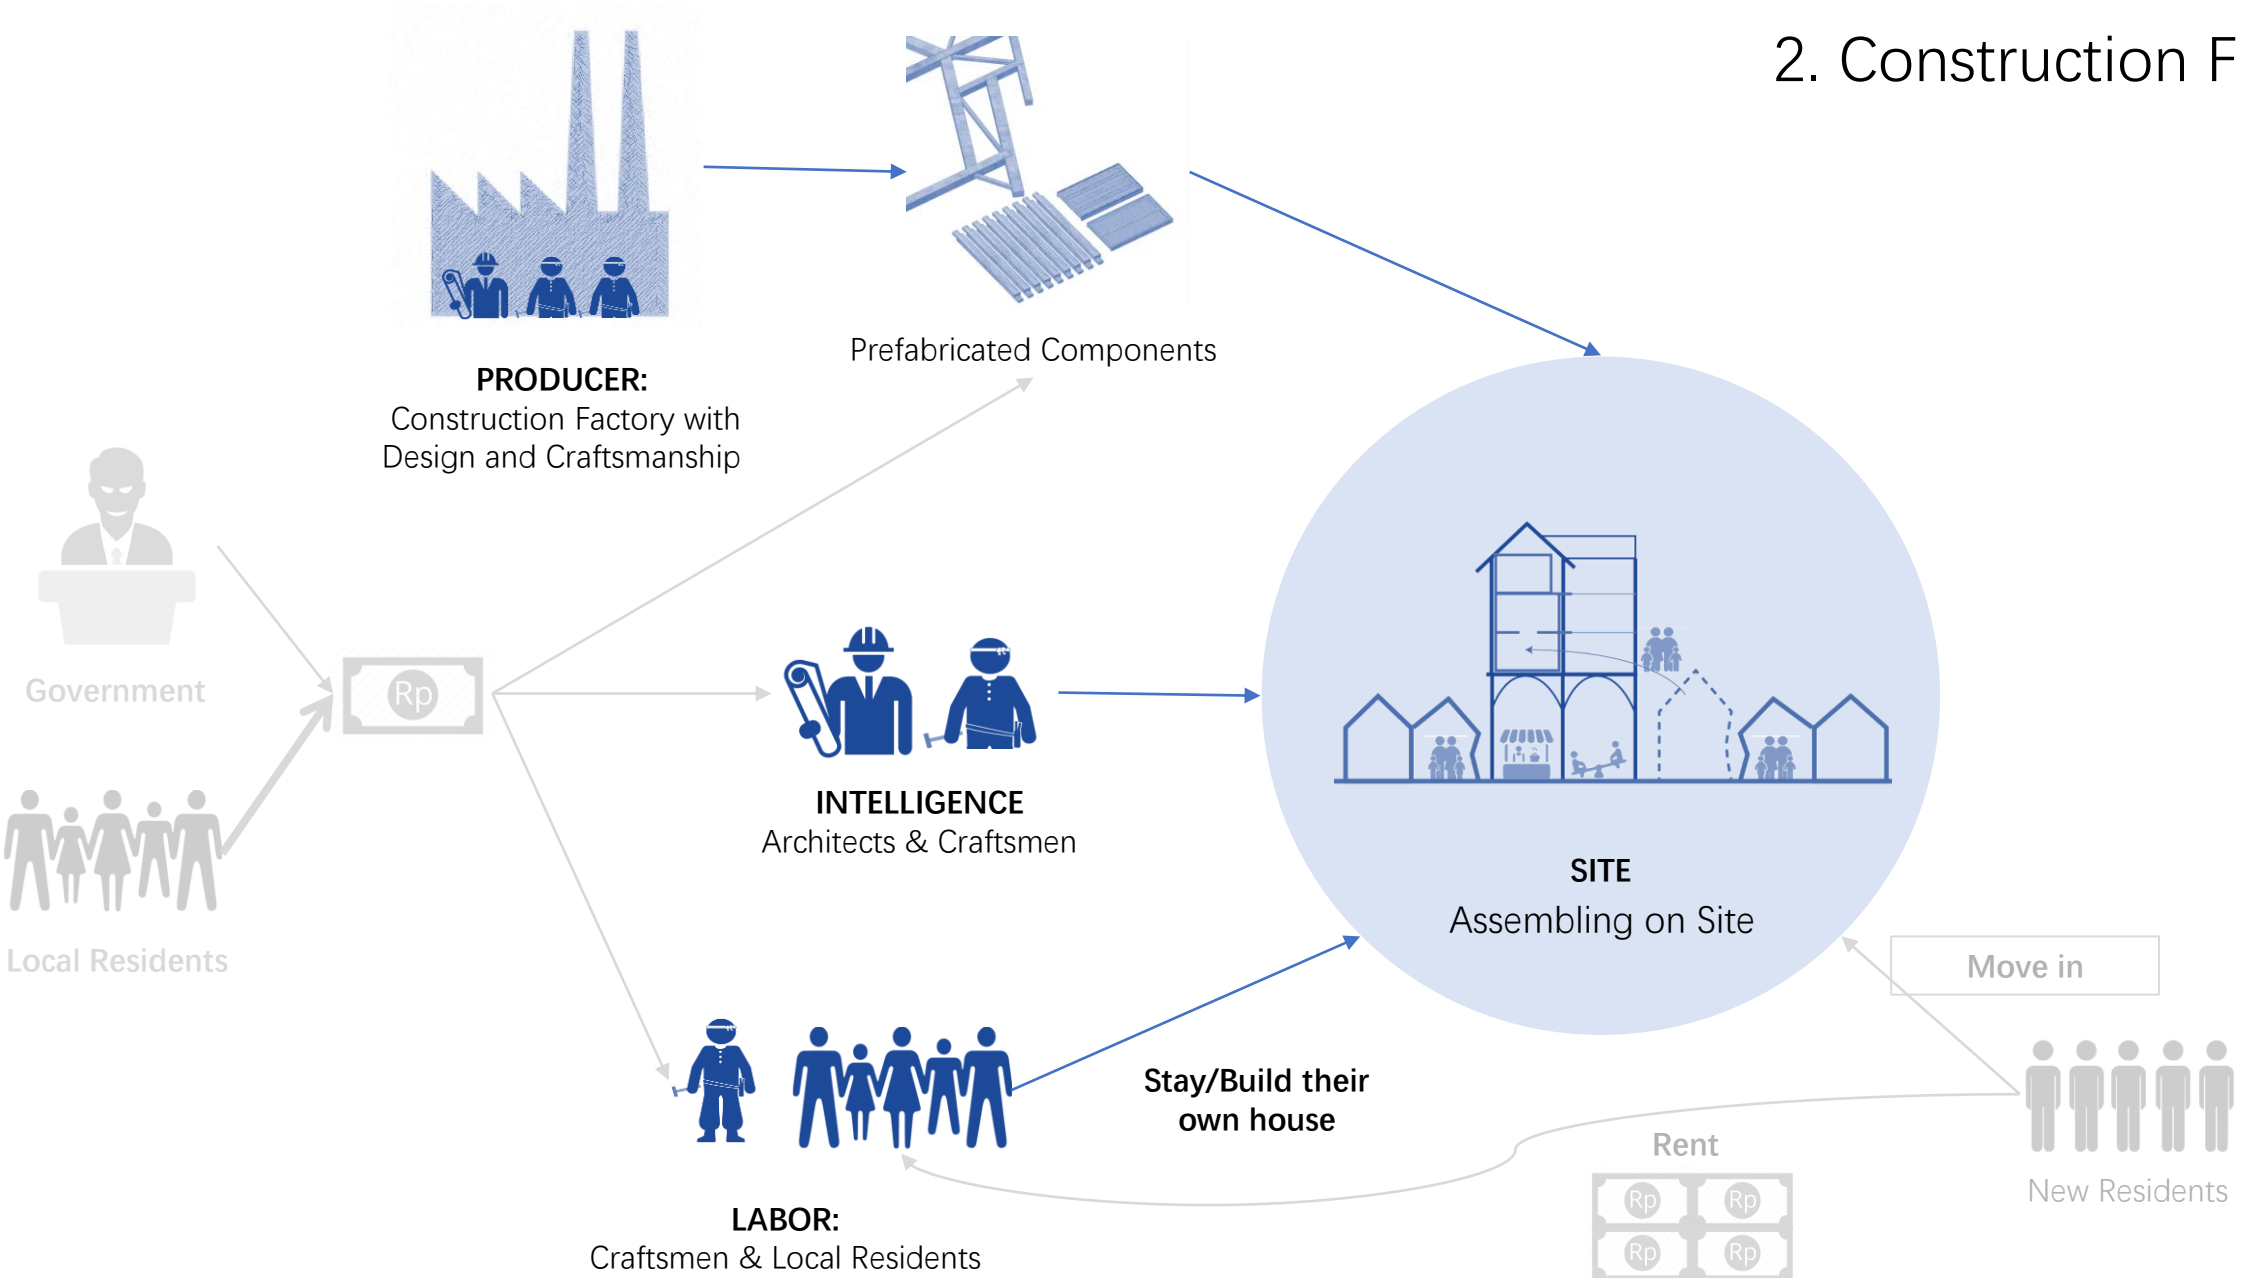 2. Construction F
PRODUCER:
Construction Factory with
Design and Craftsmanship
Prefabricated Components
Government
Rp
Local Residents
INTELLIGENCE
Architects & Craftsmen
SITE
Assembling on Site
Move in
Stay/Build their
own house
LABOR:
Craftsmen & Local Residents
Rent
Rp Rp
Rp Rp
New Residents